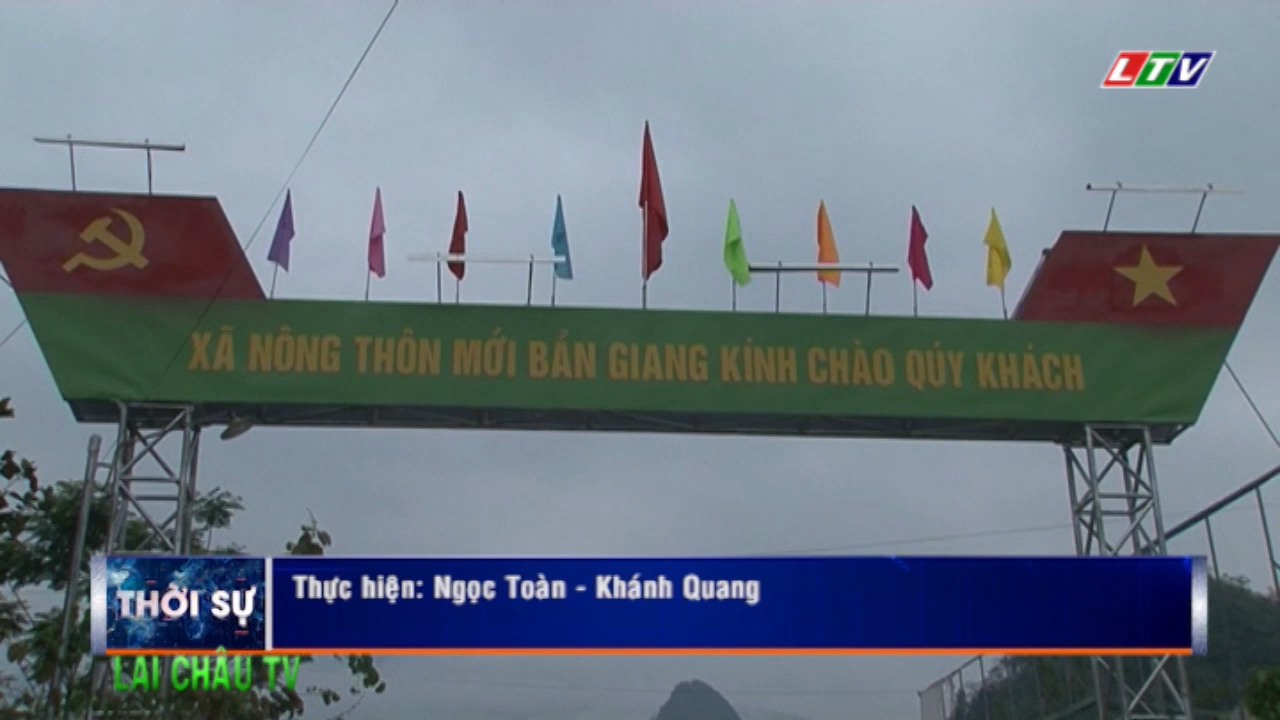 LTV
XÃ NÔNG THÔN MỚI BẢN GIANG KÍNH CHÀO QÚY KHÁCH
THỜI SỰ
Thực hiện: Ngọc Toàn - Khánh Quang
LAI CHÂU TV